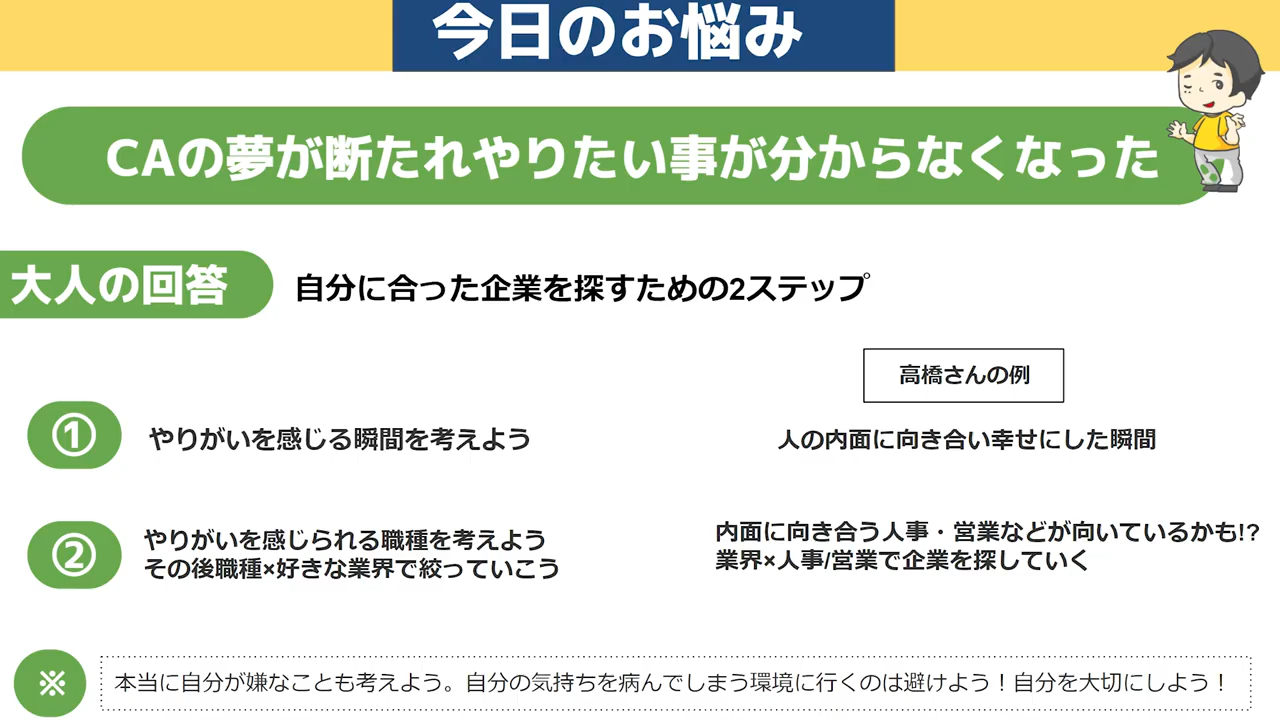 今日のお悩み
CAの夢が断たれやりたい事が分からなくなった
大人の回答
自分に合った企業を探すための2ステップ
高橋さんの例
①
やりがいを感じる瞬間を考えよう
人の内面に向き合い幸せにした瞬間
②
やりがいを感じられる職種を考えよう
その後職種×好きな業界で絞っていこう
内面に向き合う人事・営業などが向いているかも!?
業界×人事/営業で企業を探していく
※
本当に自分が嫌なことも考えよう。自分の気持ちを病んでしまう環境に行くのは避けよう！自分を大切にしよう！